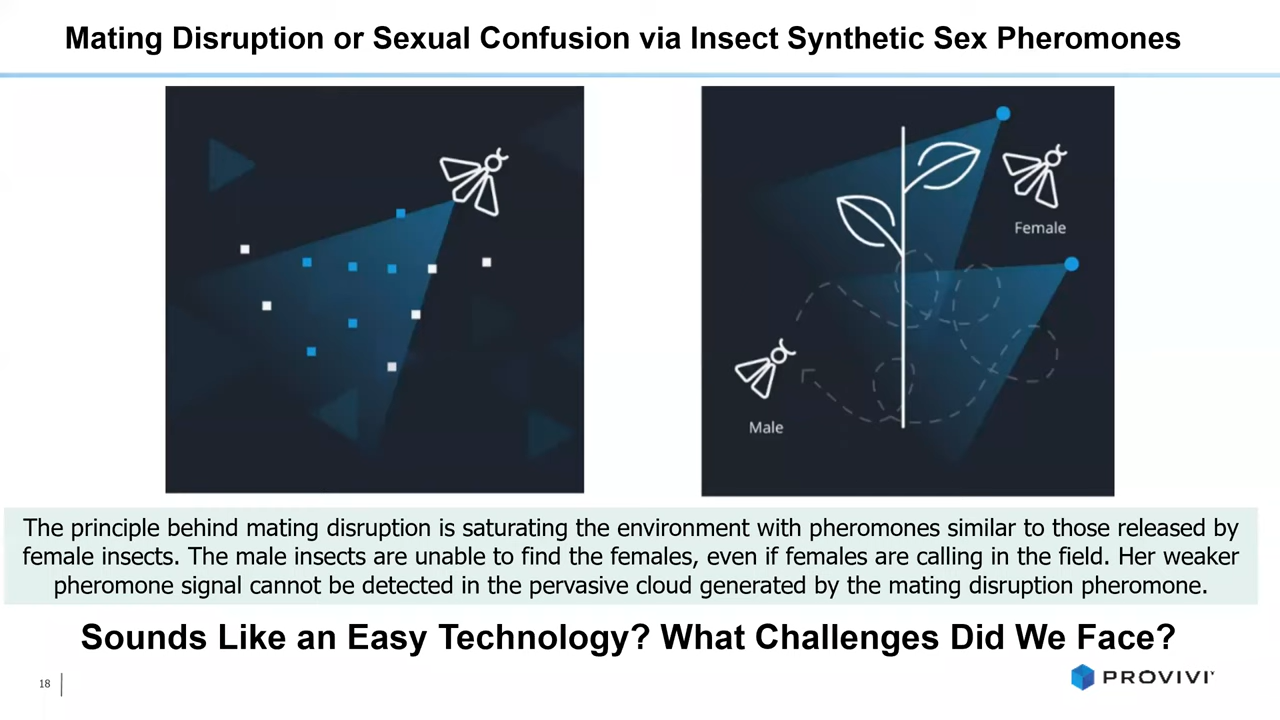 Mating Disruption or Sexual Confusion via Insect Synthetic Sex Pheromones
Female
Male
The principle behind mating disruption is saturating the environment with pheromones similar to those released by
female insects. The male insects are unable to find the females, even if females are calling in the field. Her weaker
pheromone signal cannot be detected in the pervasive cloud generated by the mating disruption pheromone.
Sounds Like an Easy Technology? What Challenges Did We Face?
18
PROVIVI